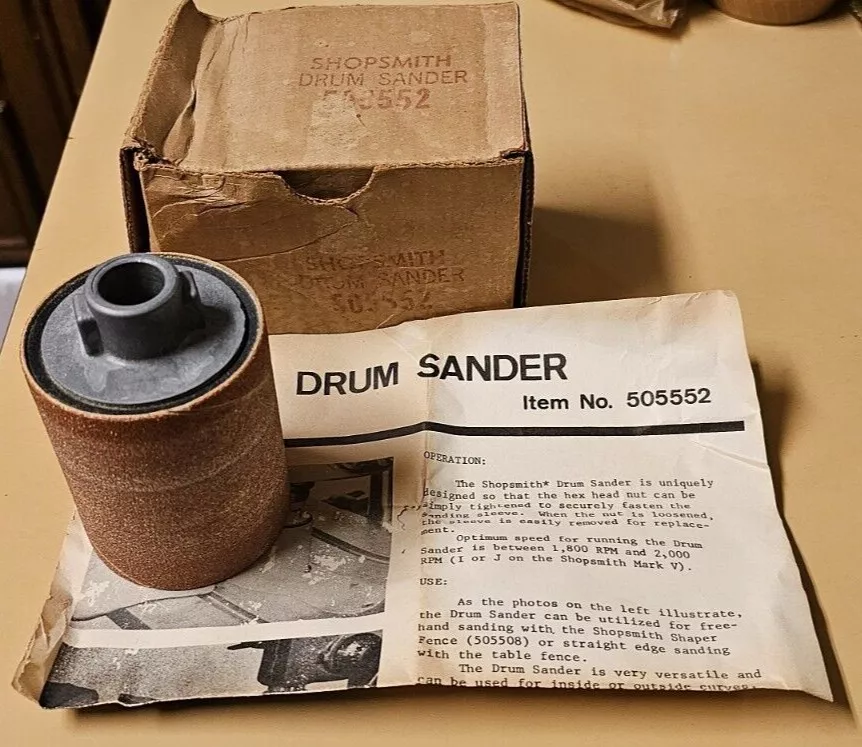 SHOPSMITH
DRUM SANDER
505552
SHOPSMITH
DRUM SANDER
505552
DRUM SANDER
Item No. 505552
OPERATION:
The Shopsmith* Drum Sander is uniquely
designed so that the hex head nut can be
simply tightened to securely fasten the
sanding sleeve. When the nut is loosened,
the sleeve is easily removed for replace-
ment.
Optimum speed for running the Drum
Sander is between 1,800 RPM and 2,000
RPM (I or J on the Shopsmith Mark V).
USE:
As the photos on the left illustrate,
the Drum Sander can be utilized for free-
hand sanding with the Shopsmith Shaper
Fence (505508) or straight edge sanding
with the table fence.
The Drum Sander is very versatile and
can be used for inside or outside curves,